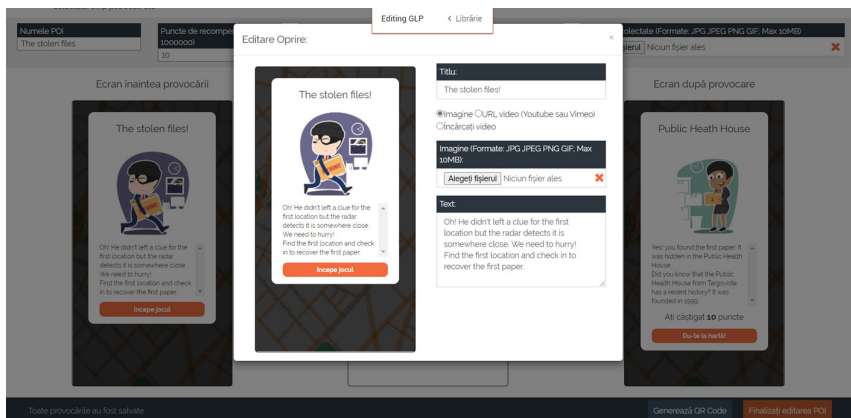 Editing GLP
< Librărie
Numele POI
The stolen files
Puncte de recompe
1000000)
10
olectate (Formate: JPG JPEG PNG GIF; Max 10MB)
șierul Niciun fișier ales
Ecran înaintea provocării
The stolen files!
Oh! He didn't left a clue for the
first location but the radar
detects it is somewhere close.
We need to hurry!
Find the first location and check
in to recover the first paper.
Incepe jocul
Editare Oprire:
×
The stolen files!
Oh! He didn't left a clue for the
first location but the radar
detects it is somewhere close.
We need to hurry!
Find the first location and check
in to recover the first paper.
Incepe jocul
Titlu:
The stolen files!
Imagine URL video (Youtube sau Vimeo)
Încărcați video
Imagine (Formate: JPG JPEG PNG GIF; Max
10MB):
Alegeți fișierul Niciun fișier ales
Text:
Oh! He didn't left a clue for the first
location but the radar detects it is
somewhere close. We need to hurry!
Find the first location and check in to
recover the first paper.
Ecran după provocare
Public Heath House
Yes! you found the first paper. It
was hidden in the Public Health
House.
Did you know that the Public
Health House from Targoviste
has a recent history? It was
founded in 1999.
Ați câștigat 10 puncte
Du-te la hartă!
Toate provocările au fost salvate
Generează QR Code
Finalizați editarea POI